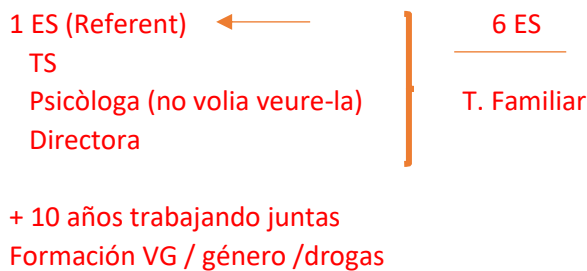 1 ES (Referent)
TS
Psicòloga (no volia veure-la)
Directora
6 ES
T. Familiar
+ 10 años trabajando juntas
Formación VG / género /drogas